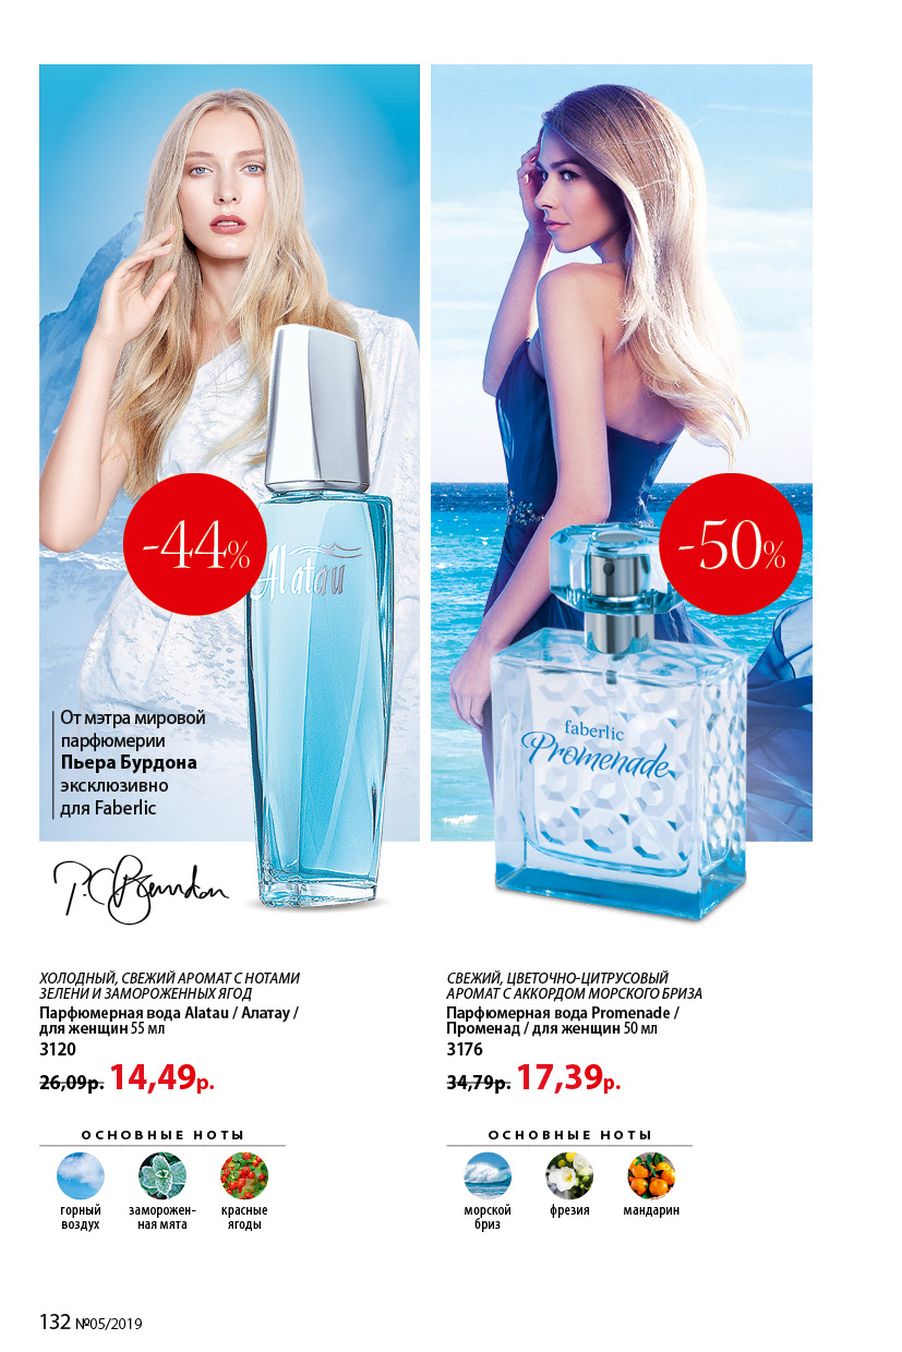 -44%
Alatau
От мэтра мировой
парфюмерии
Пьера Бурдона
эксклюзивно
для Faberlic
-50%
faberlic
Promenade
ХОЛОДНЫЙ, СВЕЖИЙ АРОМАТ С НОТАМИ
ЗЕЛЕНИ И ЗАМОРОЖЕННЫХ ЯГОД
Парфюмерная вода Alatau / Алатау /
для женщин 55 мл
3120
26,09р. 14,49р.
ОСНОВНЫЕ НОТЫ
горный
воздух
заморожен-
ная мята
красные
ягоды
СВЕЖИЙ, ЦВЕТОЧНО-ЦИТРУСОВЫЙ
АРОМАТ С АККОРДОМ МОРСКОГО БРИЗА
Парфюмерная вода Promenade /
Променад / для женщин 50 мл
3176
34,79р. 17,39р.
ОСНОВНЫЕ НОТЫ
морской
бриз
фрезия
мандарин
132 №05/2019